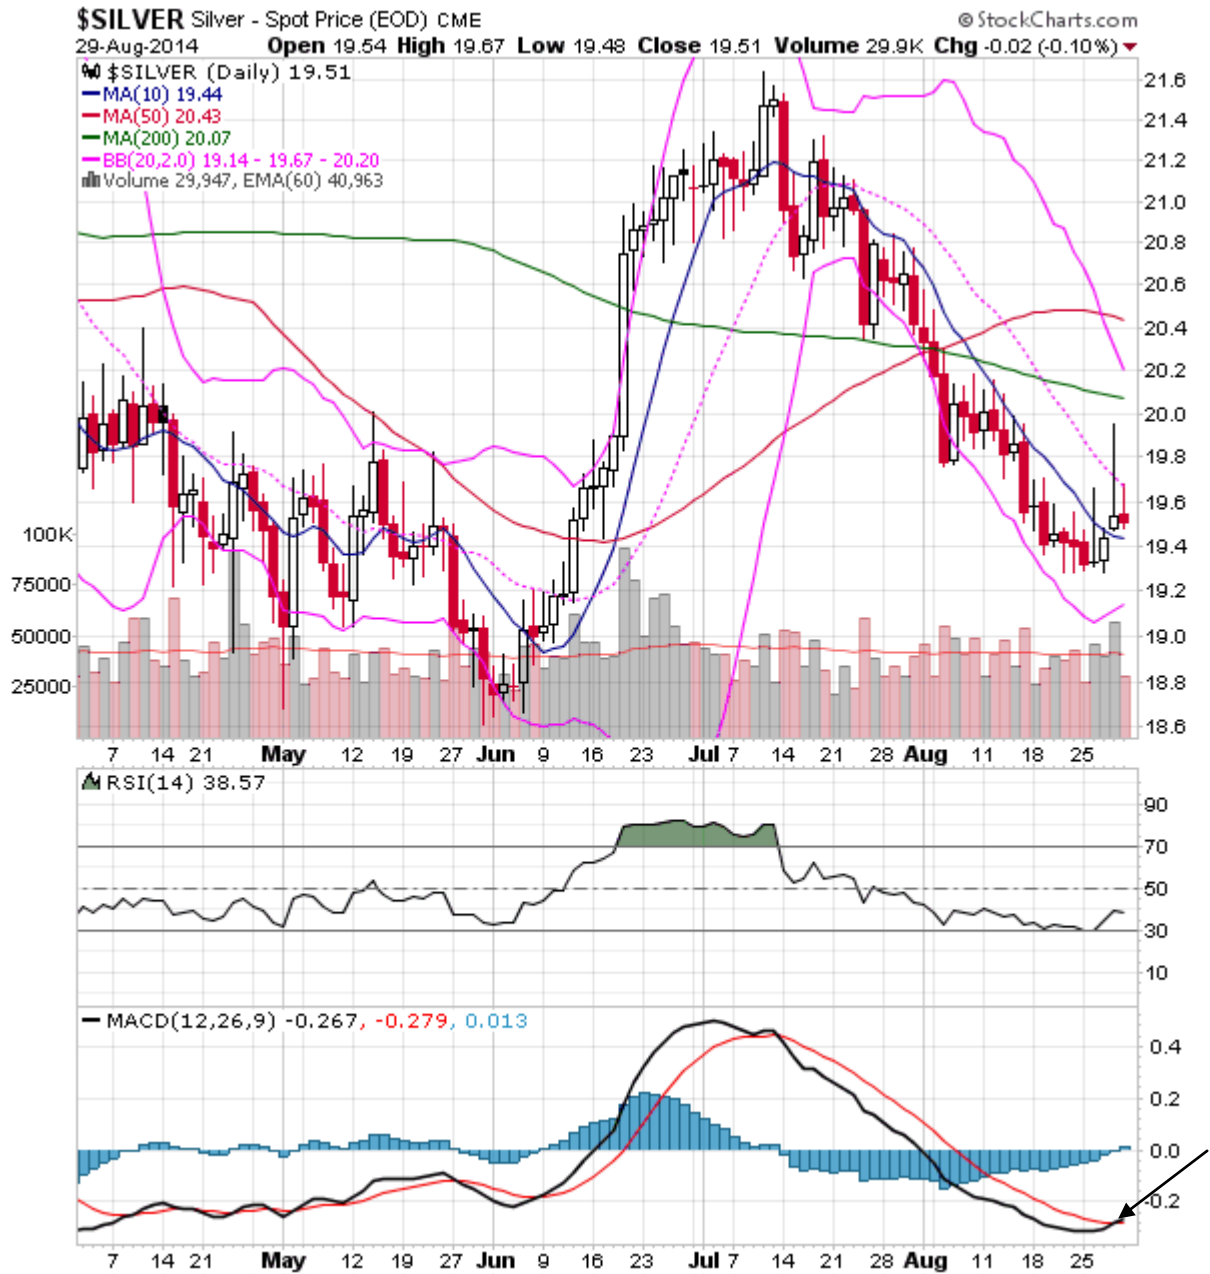 $SILVER Silver - Spot Price (EOD) CME © StockCharts.com
29-Aug-2014 Open 19.54 High 19.67 Low 19.48 Close 19.51 Volume 29.9K Chg -0.02 (-0.10%)
$SILVER (Daily) 19.51
MA(10) 19.44
MA(50) 20.43
MA(200) 20.07
BB(20,2.0) 19.14 - 19.67 - 20.20
Volume 29,947, EMA(60) 40,963
21.6
21.4
21.2
21.0
20.8
20.6
20.4
20.2
20.0
19.8
19.6
19.4
19.2
19.0
18.8
18.6
100K
75000
50000
25000
7 14 21 May 12 19 27 Jun 9 16 23 Jul 7 14 21 28 Aug 11 18 25
RSI(14) 38.57
90
70
50
30
10
MACD(12,26,9) -0.267, -0.279, 0.013
0.4
0.2
0.0
-0.2
7 14 21 May 12 19 27 Jun 9 16 23 Jul 7 14 21 28 Aug 11 18 25